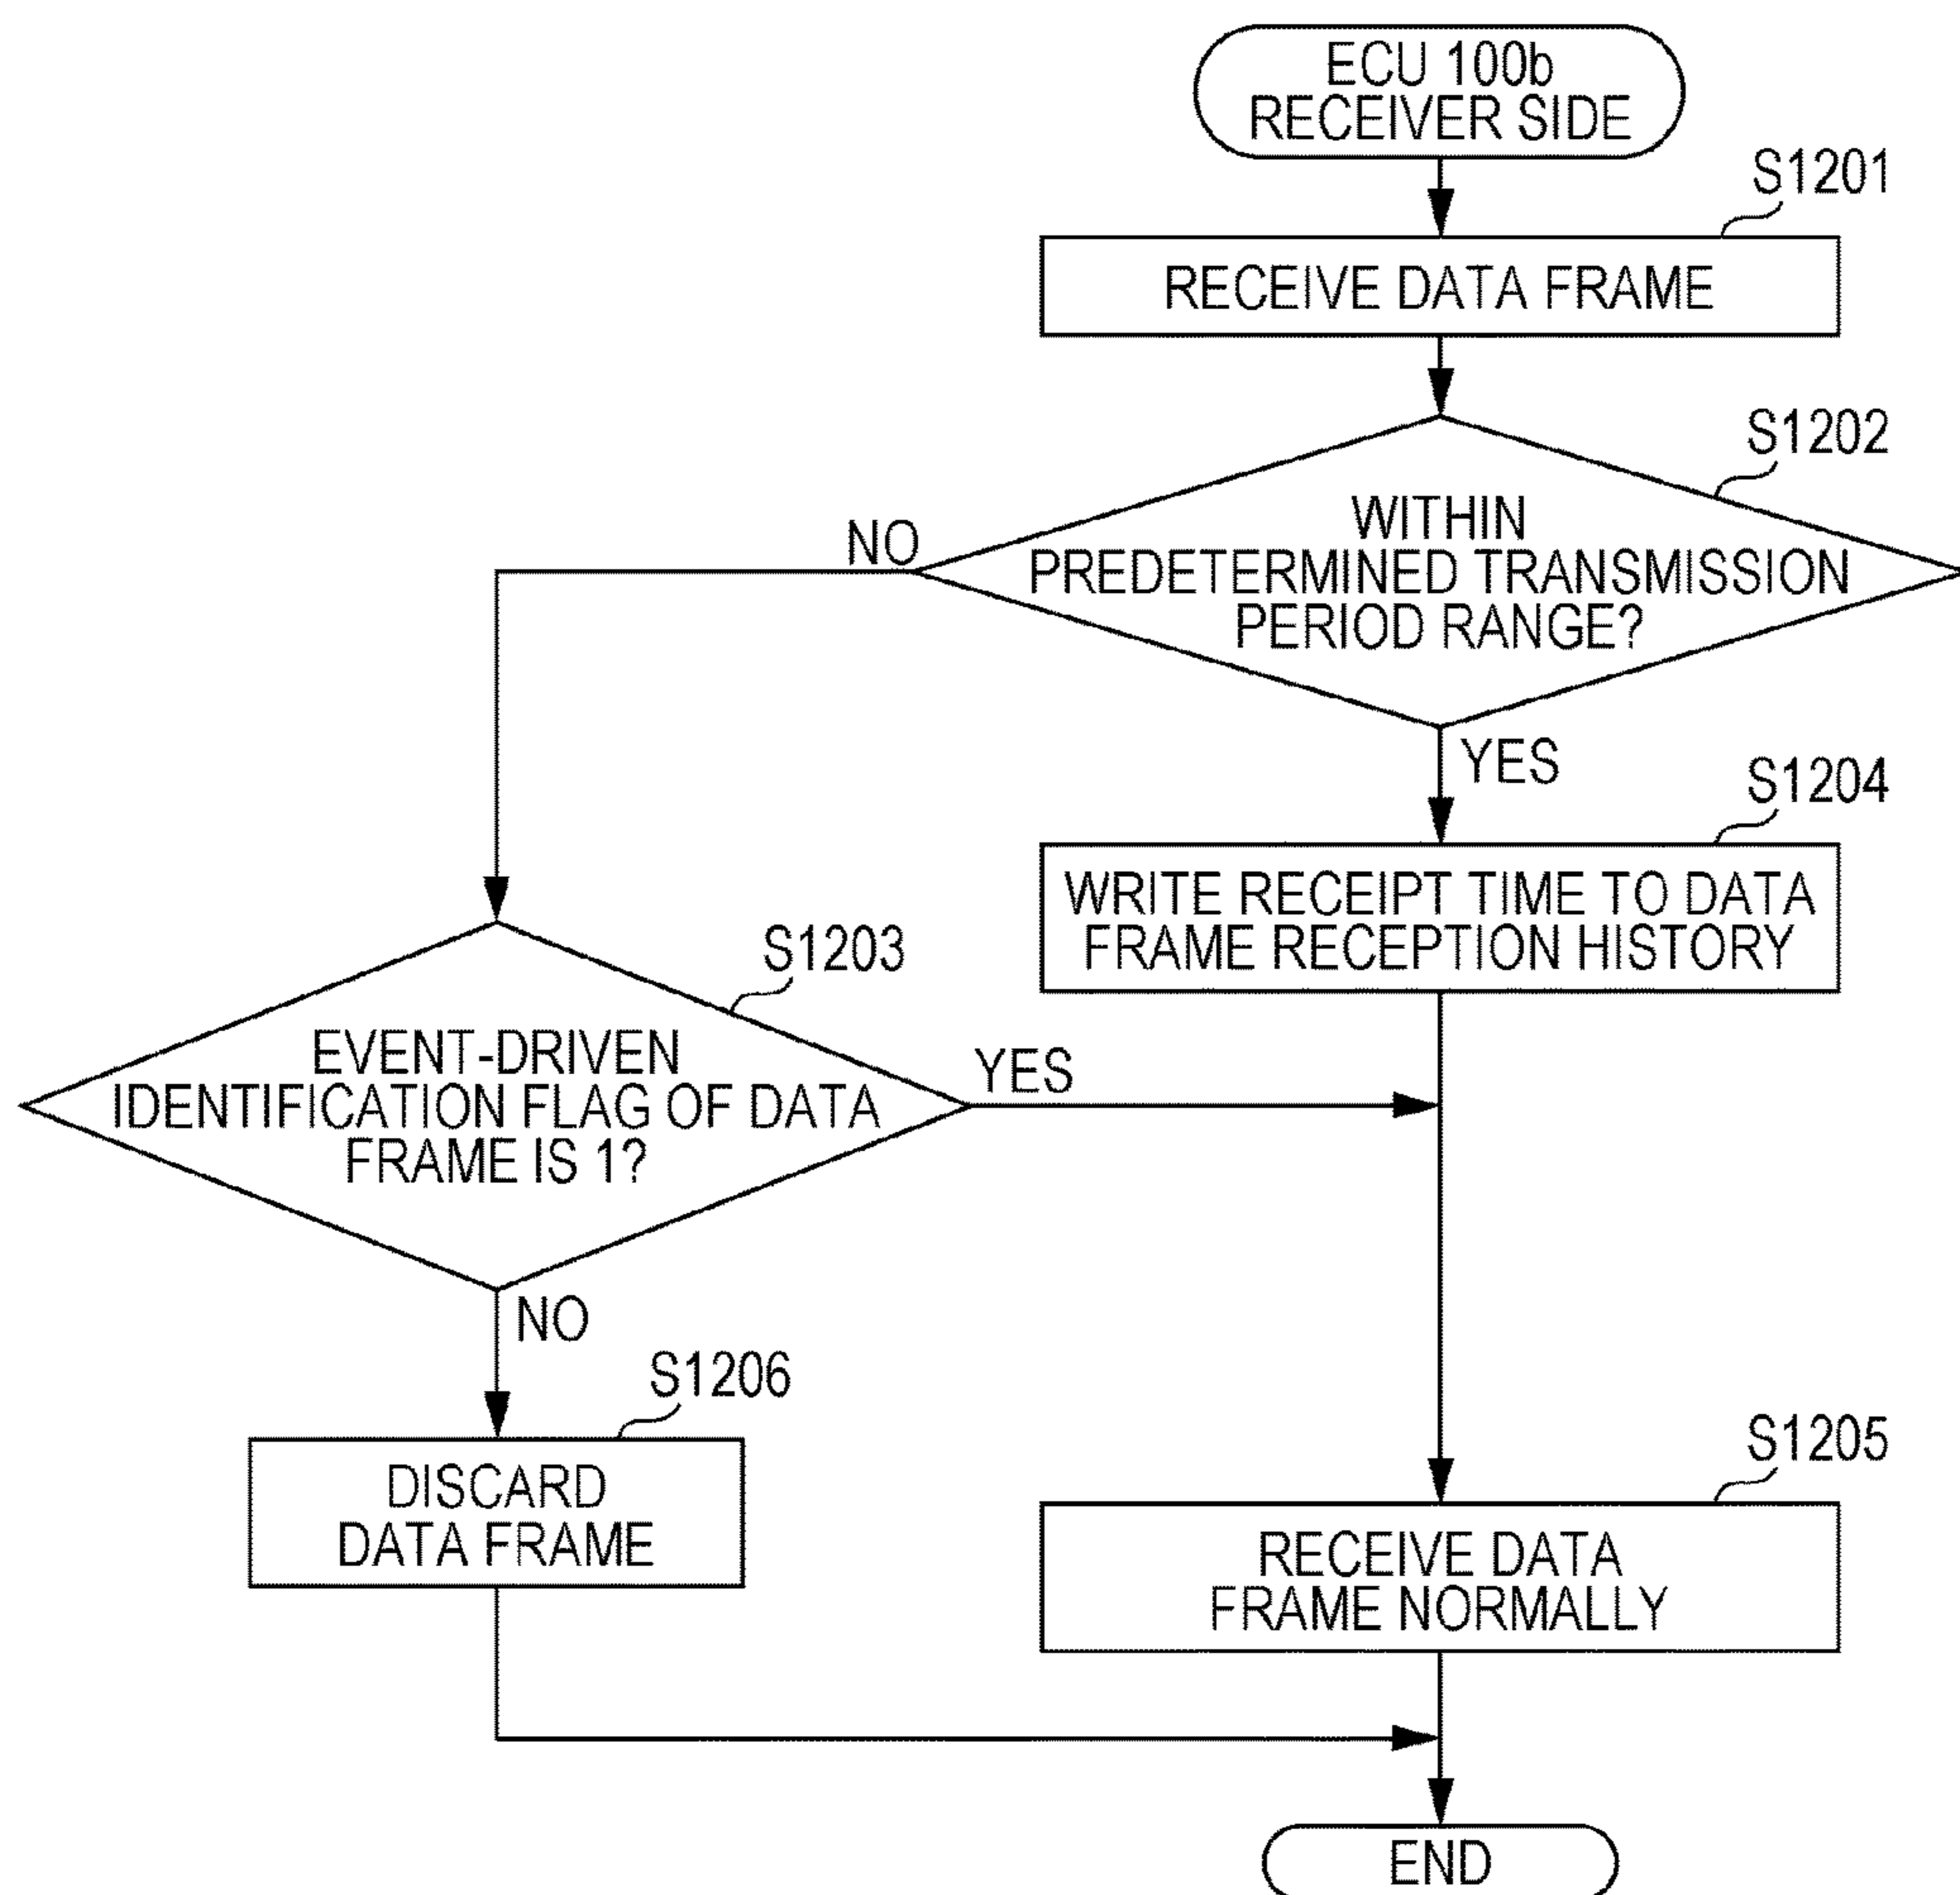 ECU 100b
RECEIVER SIDE
S1201
RECEIVE DATA FRAME
S1202
WITHIN
PREDETERMINED TRANSMISSION
PERIOD RANGE?
NO
YES
S1204
WRITE RECEIPT TIME TO DATA
FRAME RECEPTION HISTORY
S1203
EVENT-DRIVEN
IDENTIFICATION FLAG OF DATA
FRAME IS 1?
YES
NO
S1206
DISCARD
DATA FRAME
S1205
RECEIVE DATA
FRAME NORMALLY
END